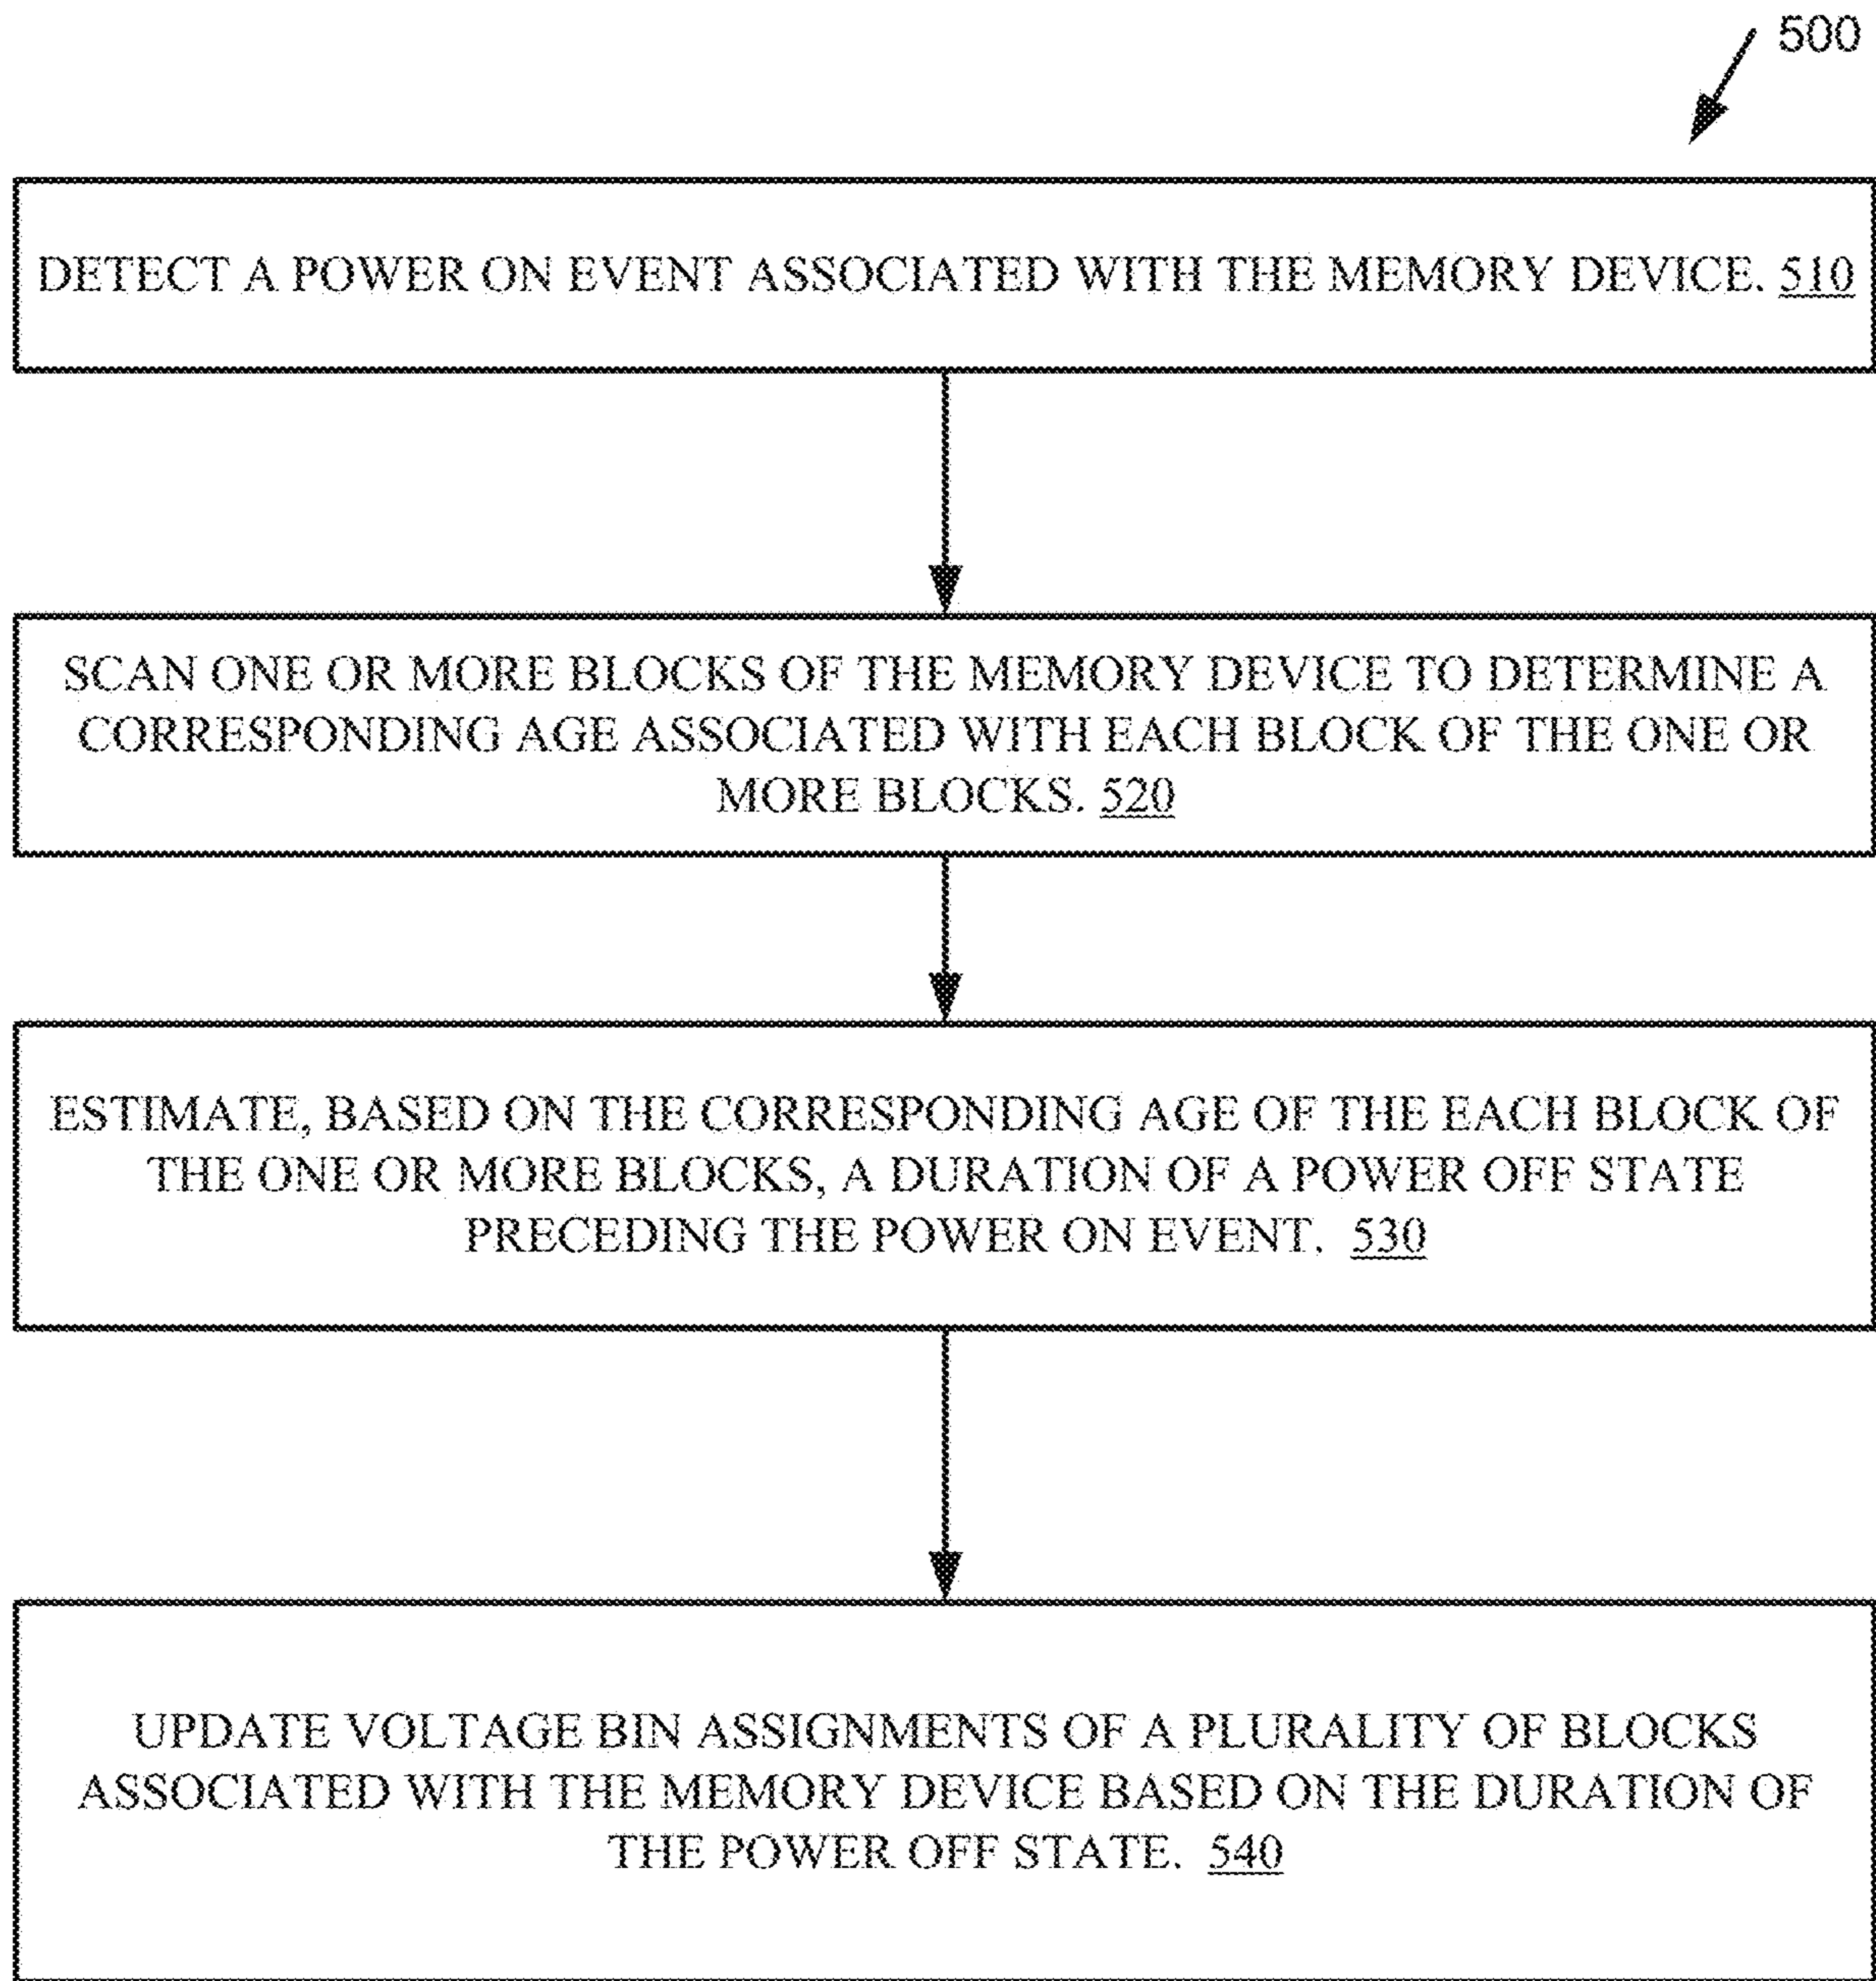 500
DETECT A POWER ON EVENT ASSOCIATED WITH THE MEMORY DEVICE. 510
SCAN ONE OR MORE BLOCKS OF THE MEMORY DEVICE TO DETERMINE A
CORRESPONDING AGE ASSOCIATED WITH EACH BLOCK OF THE ONE OR
MORE BLOCKS. 520
ESTIMATE, BASED ON THE CORRESPONDING AGE OF THE EACH BLOCK OF
THE ONE OR MORE BLOCKS, A DURATION OF A POWER OFF STATE
PRECEDING THE POWER ON EVENT. 530
UPDATE VOLTAGE BIN ASSIGNMENTS OF A PLURALITY OF BLOCKS
ASSOCIATED WITH THE MEMORY DEVICE BASED ON THE DURATION OF
THE POWER OFF STATE. 540